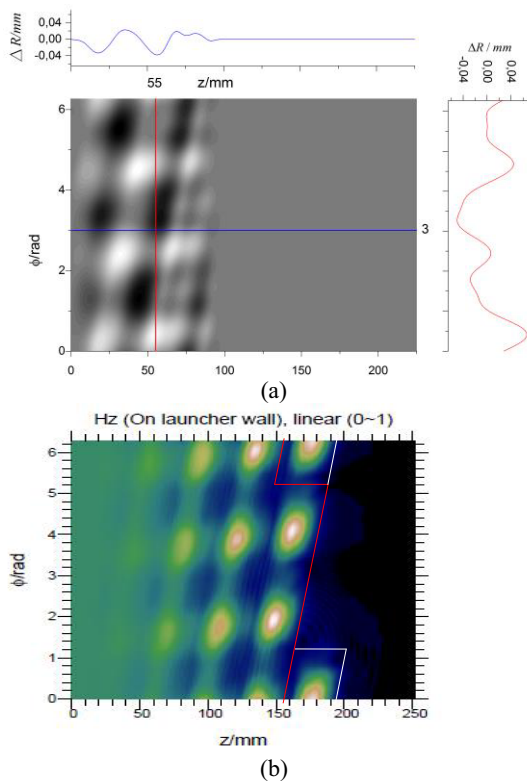 ΔR/mm
0,04
0,00
-0,04
55 z/mm
ΔR / mm
-0,04
0,00
0,04
6
4
2
0
ϕ/rad
3
0 50 100 150 200
(a)
Hz (On launcher wall), linear (0~1)
6
5
4
3
2
1
0
ϕ/rad
0 50 100 150 200 250
z/mm
(b)